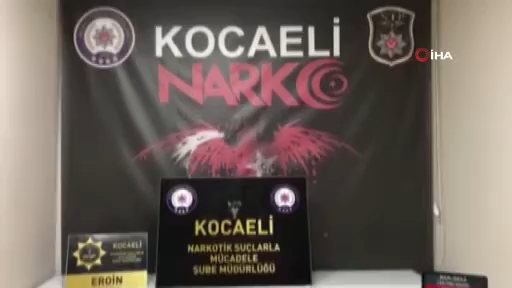 KOCAELİ
NARKO
İHA
KOCAELİ
NARKOTİK SUÇLARLA
MÜCADELE
ŞUBE MÜDÜRLÜĞÜ
KOCAELİ
EROİN